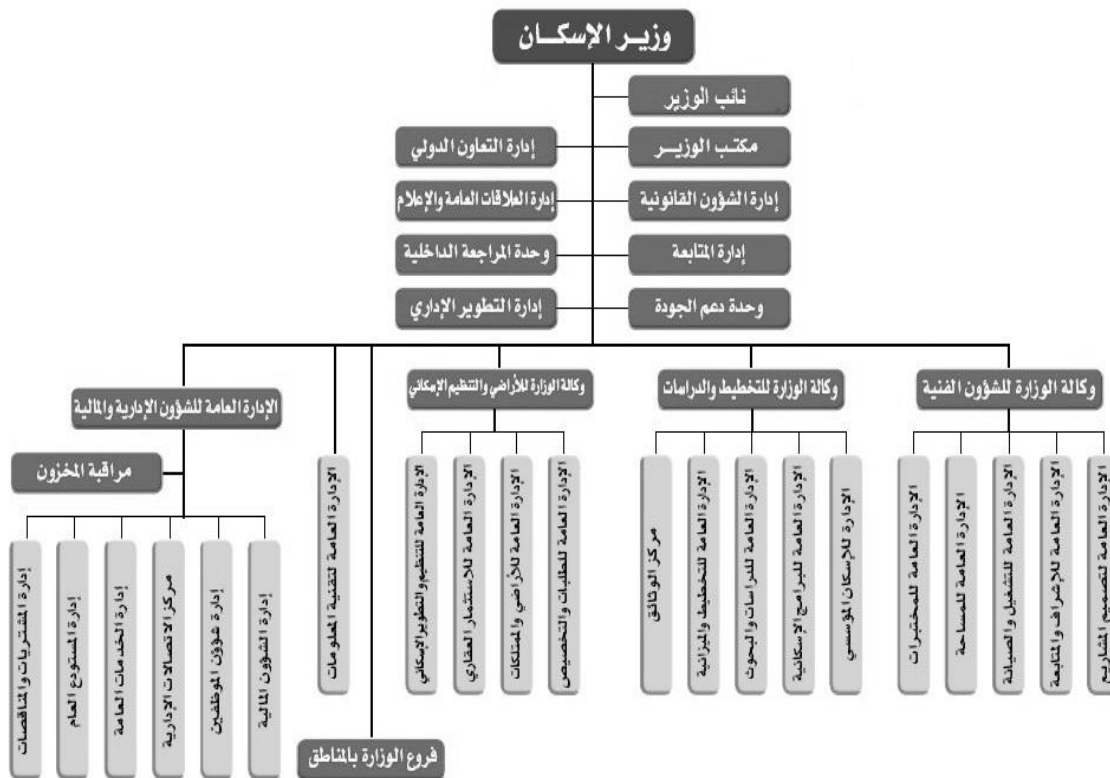 وزير الإسكان
نائب الوزير
مكتب الوزير
إدارة التعاون الدولي
إدارة الشؤون القانونية
إدارة العلاقات العامة والإعلام
إدارة المتابعة
وحدة المراجعة الداخلية
وحدة دعم الجودة
إدارة التطوير الإداري
وكالة الوزارة للشؤون الفنية
وكالة الوزارة للتخطيط والدراسات
وكالة الوزارة للأراضي والتنظيم الإسكاني
الإدارة العامة للشؤون الإدارية والمالية
مراقبة المخزون
الإدارة العامة لتصميم المشاريع
الإدارة العامة للإشراف والمتابعة
الإدارة العامة للتشغيل والصيانة
الإدارة العامة للمساحة
الإدارة العامة للمختبرات
الإدارة للإسكان المؤسسي
الإدارة العامة للبرامج الإسكانية
الإدارة العامة للدراسات والبحوث
الإدارة العامة للتخطيط والميزانية
مركز الوثائق
الإدارة العامة للطلبات والتخصيص
الإدارة العامة للأراضي والممتلكات
الإدارة العامة للاستثمار العقاري
الإدارة العامة للتنظيم والتطوير الإسكاني
الإدارة العامة لتقنية المعلومات
إدارة الشؤون المالية
إدارة شؤون الموظفين
مركز الاتصالات الإدارية
إدارة الخدمات العامة
إدارة المستودع العام
إدارة المشتريات والمناقصات
فروع الوزارة بالمناطق